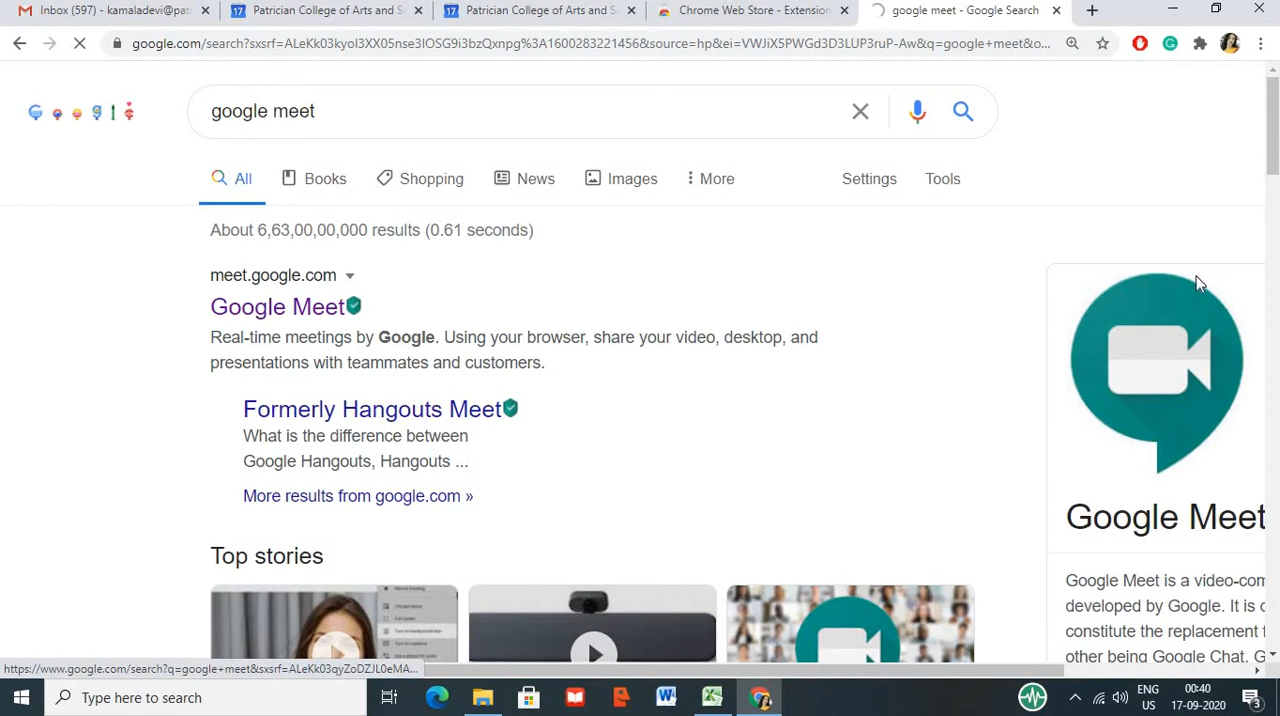 Inbox (597) - kamaladevi@patri
Patrician College of Arts and Sc
Patrician College of Arts and Sc
Chrome Web Store - Extension
google meet - Google Search
google.com/search?sxsrf=ALeKk03kyoI3XX05nse3IOSG9i3bzQxnpg%3A1600283221456&source=hp&ei=VWJiX5PWGd3D3LUP3ruP-Aw&q=google+meet&o...
google meet
All
Books
Shopping
News
Images
More
Settings
Tools
About 6,63,00,00,000 results (0.61 seconds)
meet.google.com
Google Meet
Real-time meetings by Google. Using your browser, share your video, desktop, and
presentations with teammates and customers.
Formerly Hangouts Meet
What is the difference between
Google Hangouts, Hangouts ...
More results from google.com »
Top stories
Google Meet
Google Meet is a video-com
developed by Google. It is
constitute the replacement
other being Google Chat. G
https://www.google.com/search?q=google+meet&sxsrf=ALeKk03qyZoDZJL0eMA,...
Type here to search
ENG
US
00:40
17-09-2020
3